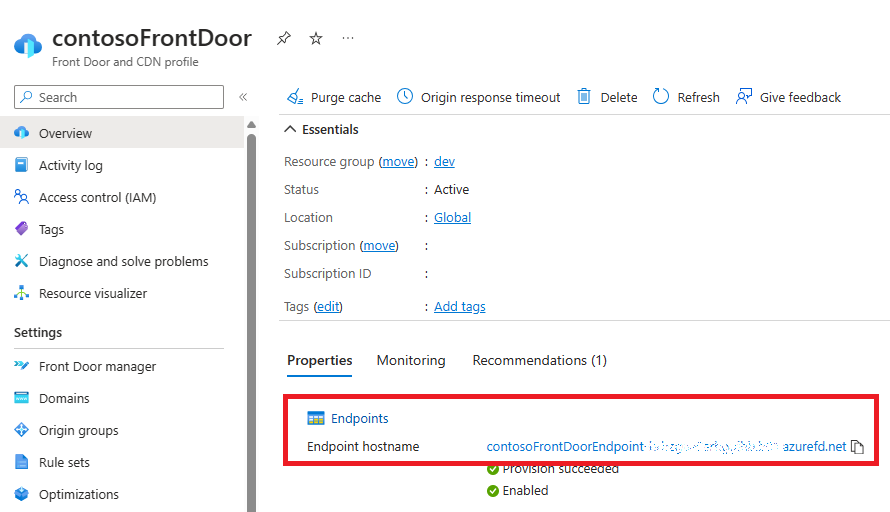 contosoFrontDoor
Front Door and CDN profile
Search
Overview
Activity log
Access control (IAM)
Tags
Diagnose and solve problems
Resource visualizer
Settings
Front Door manager
Domains
Origin groups
Rule sets
Optimizations
Purge cache Origin response timeout Delete Refresh Give feedback
Essentials
Resource group (move) : dev
Status : Active
Location : Global
Subscription (move) :
Subscription ID :
Tags (edit) : Add tags
Properties Monitoring Recommendations (1)
Endpoints
Endpoint hostname contosoFrontDoorEndpoint- azurefd.net
Provision succeeded
Enabled